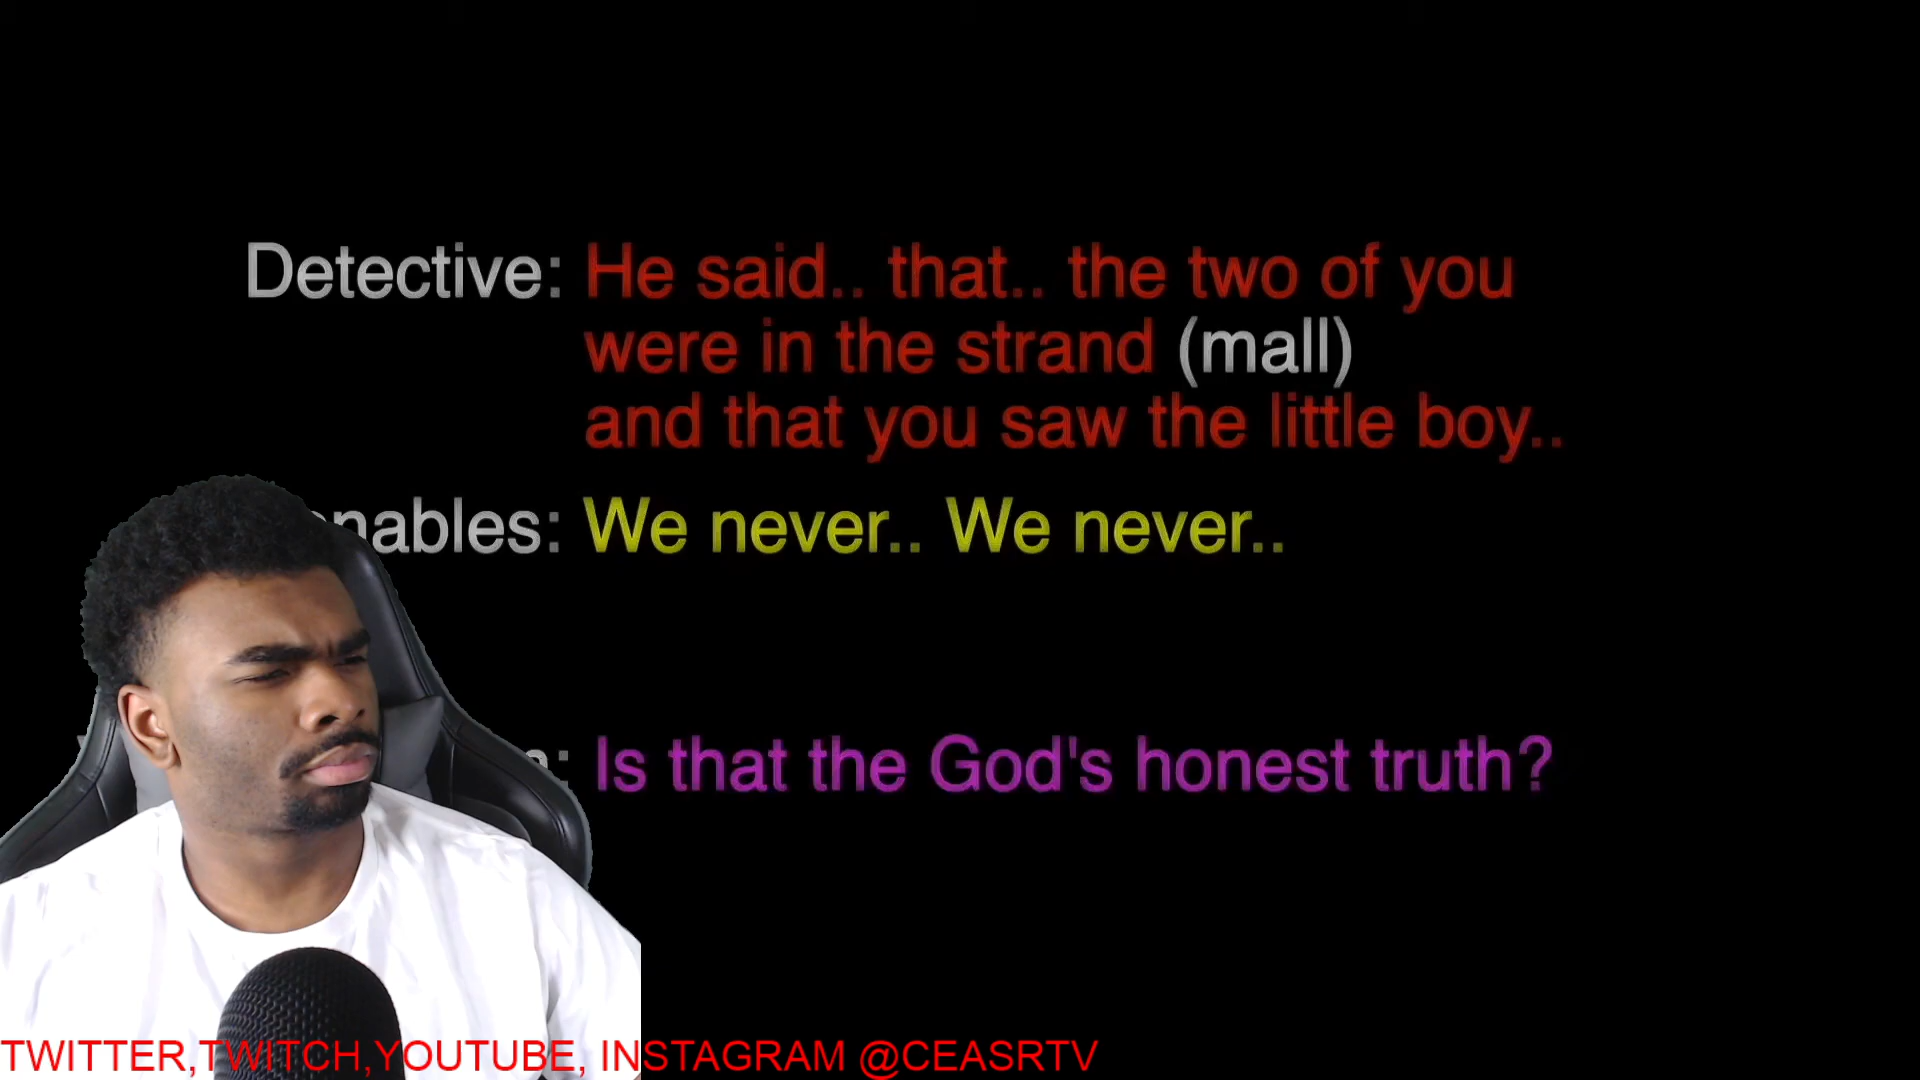 Detective: He said.. that.. the two of you
were in the strand (mall)
and that you saw the little boy..
nables: We never.. We never..
Is that the God's honest truth?
TWITTER,TWITCH,YOUTUBE, INSTAGRAM @CEASRTV